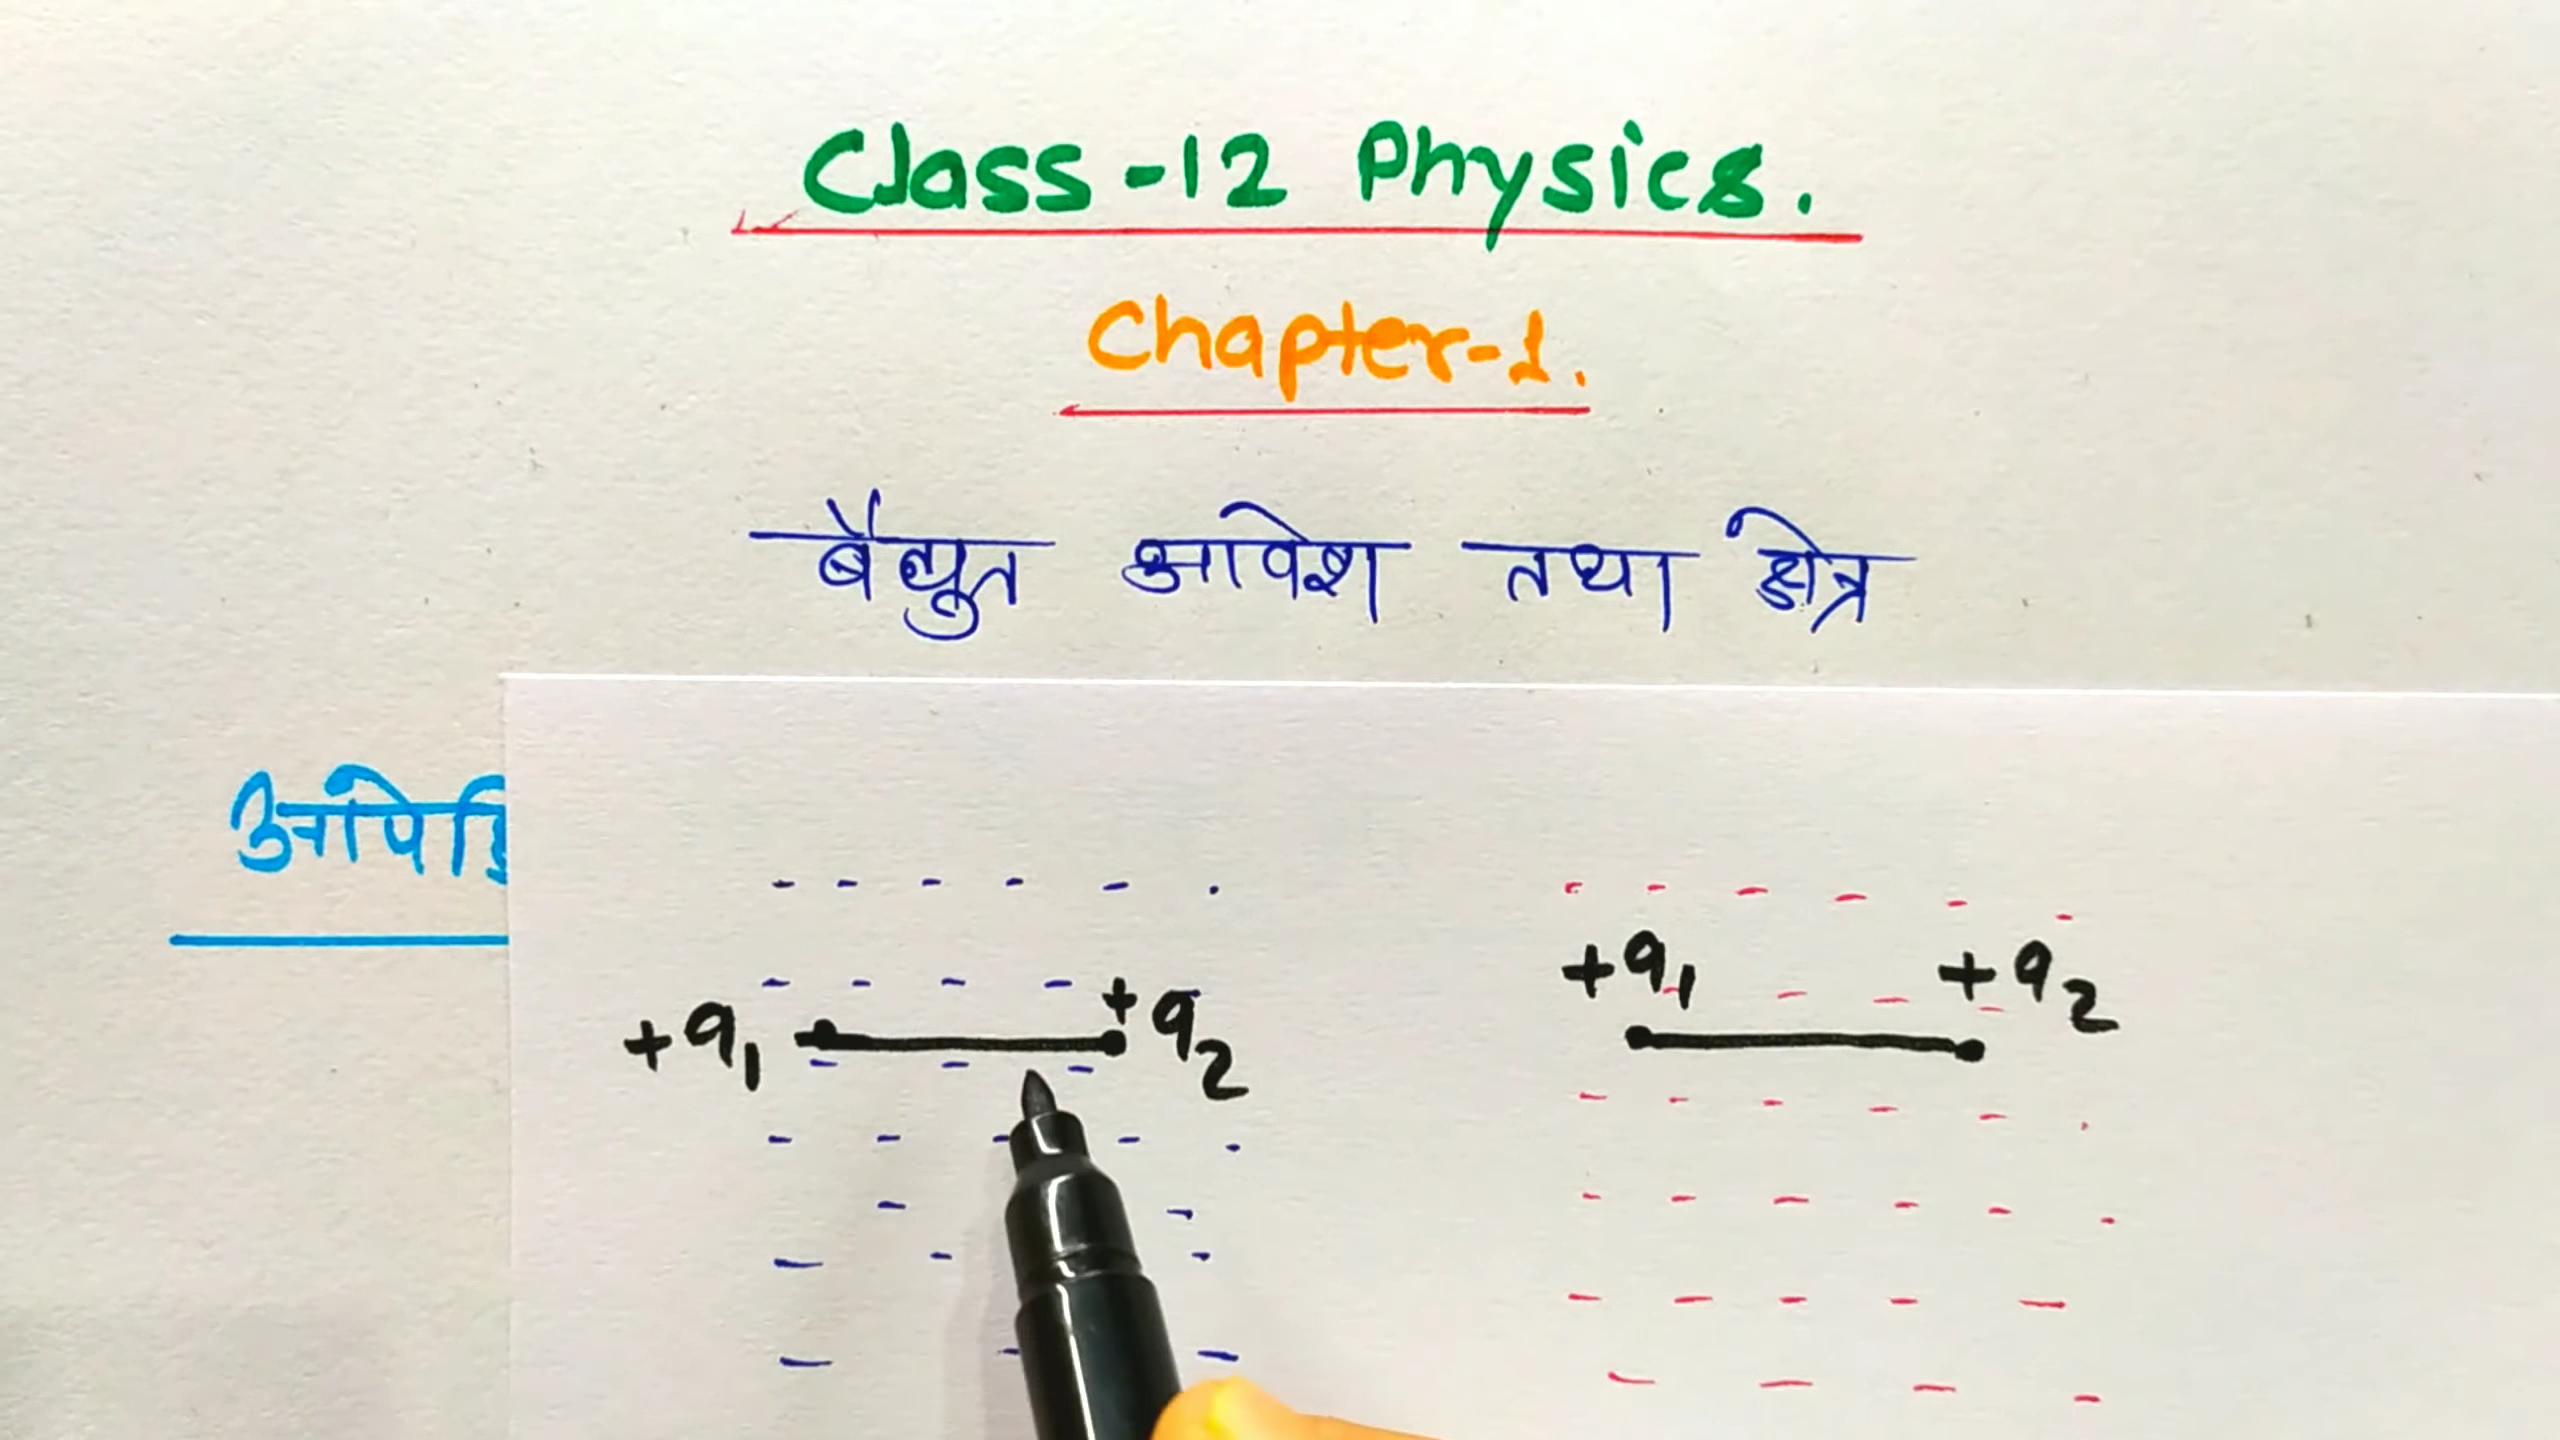 Class-12 Physics.
Chapter-1.
बैद्युत आवेश तथा क्षेत्र
+q1 +q2
+q1 +q2